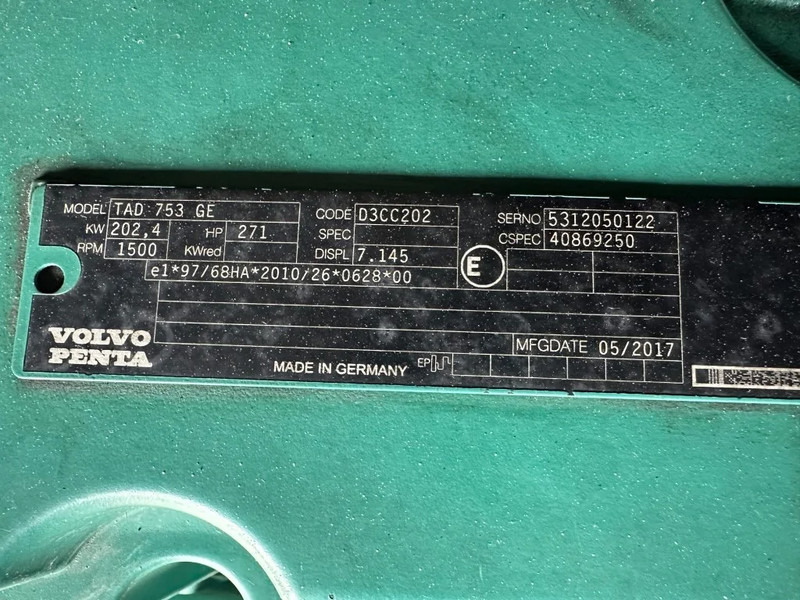 MODEL TAD 753 GE CODE D3CC202 SERNO 5312050122
KW 202,4 HP 271 SPEC CSPEC 40869250
RPM 1500 KWred DISPL 7.145
e1*97/68HA*2010/26*0628*00 E
MFGDATE 05/2017
VOLVO
PENTA
MADE IN GERMANY EP